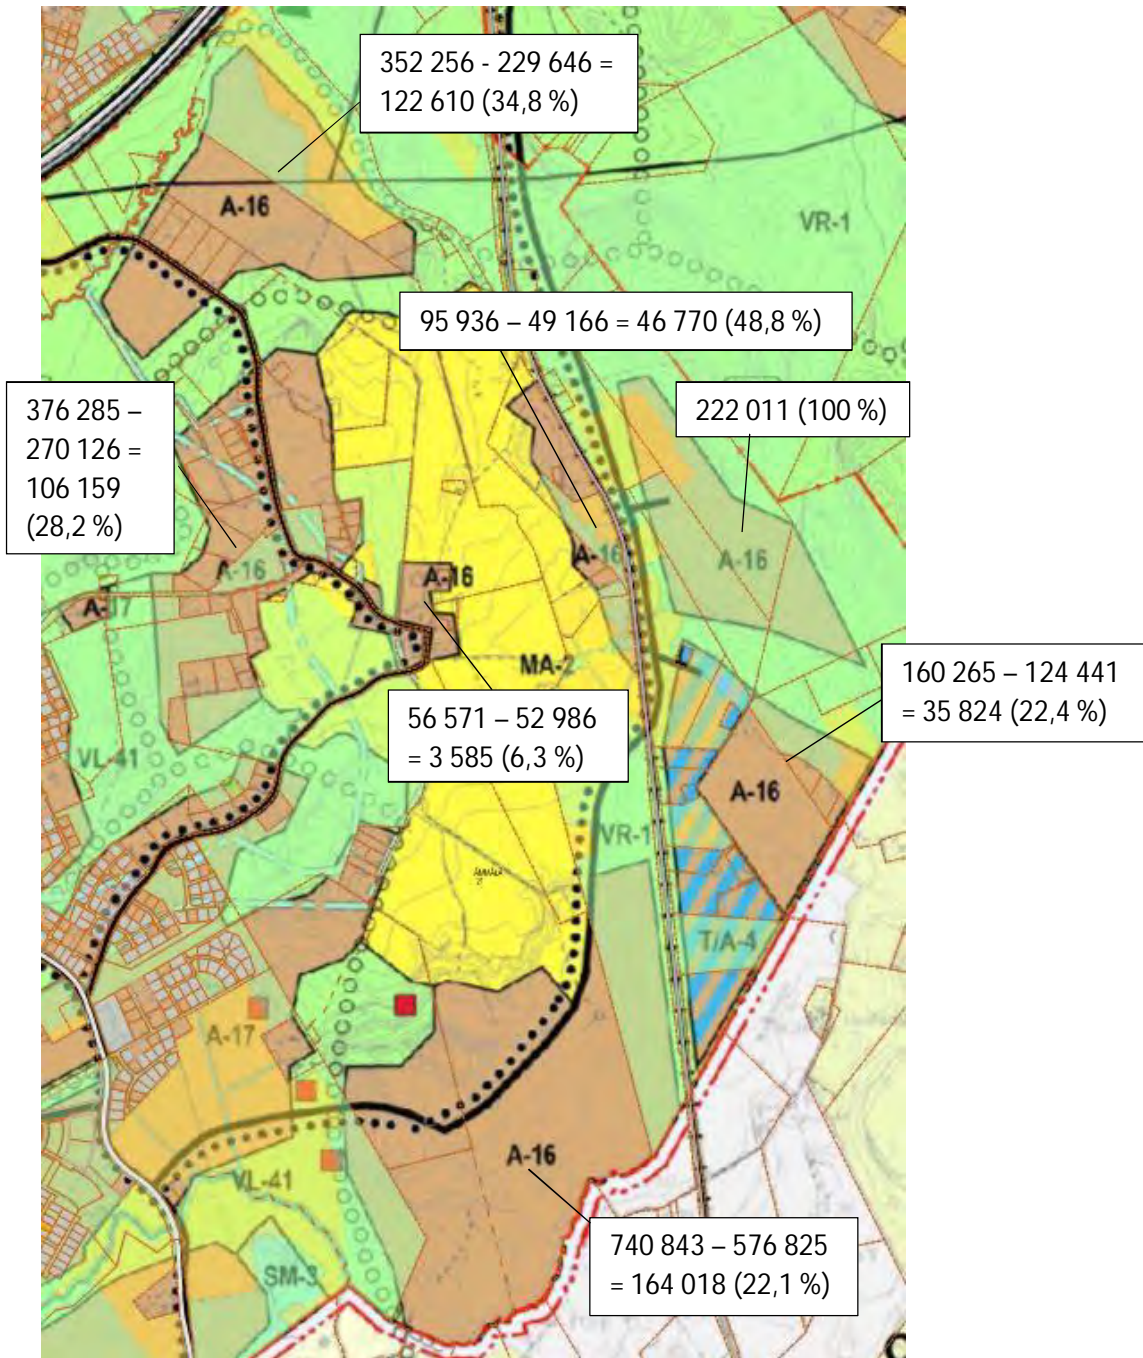 352 256 - 229 646 =
122 610 (34,8 %)
A-16
VR-1
95 936 – 49 166 = 46 770 (48,8 %)
376 285 –
270 126 =
106 159
(28,2 %)
222 011 (100 %)
A-16
A-16
A-16
A-16
A-17
MA-2
160 265 – 124 441
= 35 824 (22,4 %)
56 571 – 52 986
= 3 585 (6,3 %)
VL-41
A-16
VR-1
T/A-4
A-17
A-16
VL-41
740 843 – 576 825
= 164 018 (22,1 %)
SM-3